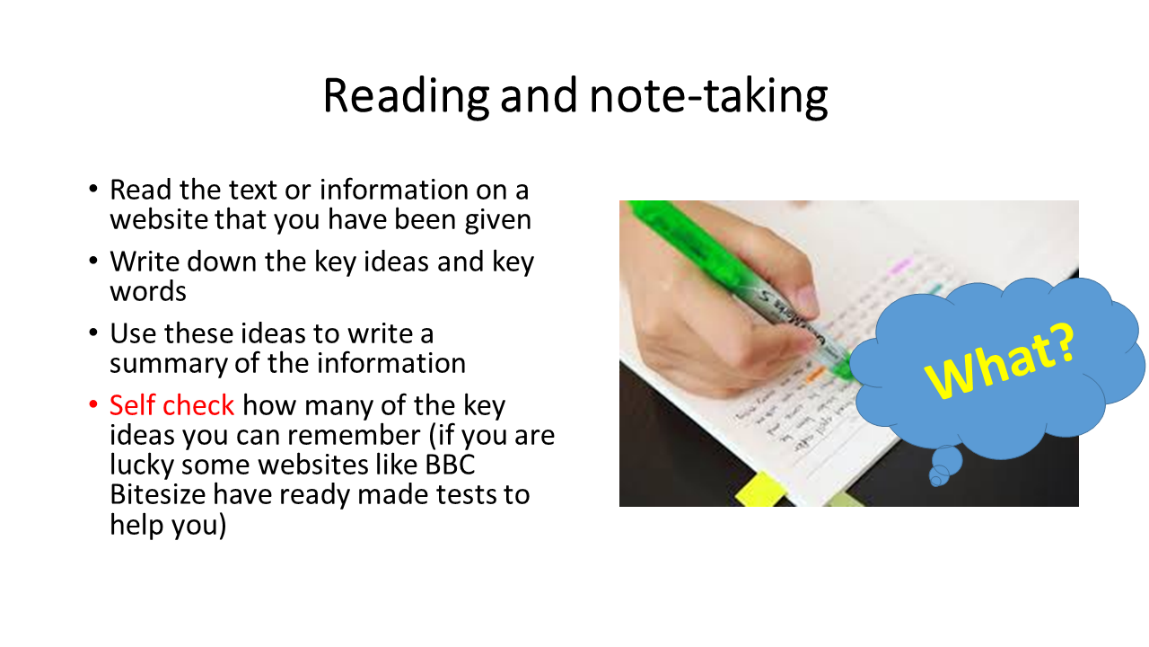 Reading and note-taking
• Read the text or information on a
website that you have been given
• Write down the key ideas and key
words
• Use these ideas to write a
summary of the information
• Self check how many of the key
ideas you can remember (if you are
lucky some websites like BBC
Bitesize have ready made tests to
help you)
What?